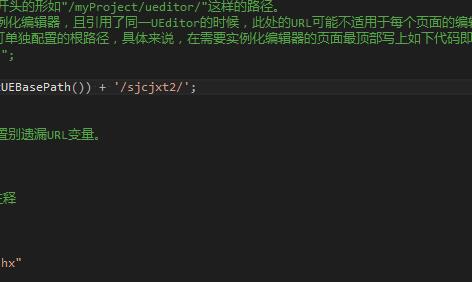 开头的形如"/myProject/ueditor/"这样的路径。
例化编辑器，且引用了同一UEditor的时候，此处的URL可能不适用于每个页面的编
可单独配置的根路径，具体来说，在需要实例化编辑器的页面最顶部写上如下代码即
";
UEBasePath()) + '/sjcjxt2/';
置别遗漏URL变量。
注释
hx"